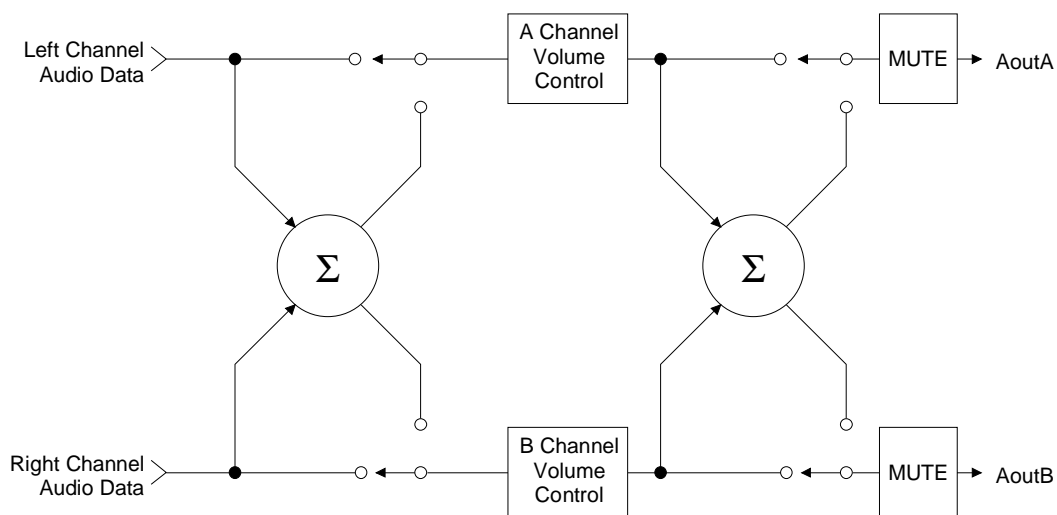 Left Channel
Audio Data
A Channel
Volume
Control
MUTE
AoutA
Σ
Σ
Right Channel
Audio Data
B Channel
Volume
Control
MUTE
AoutB